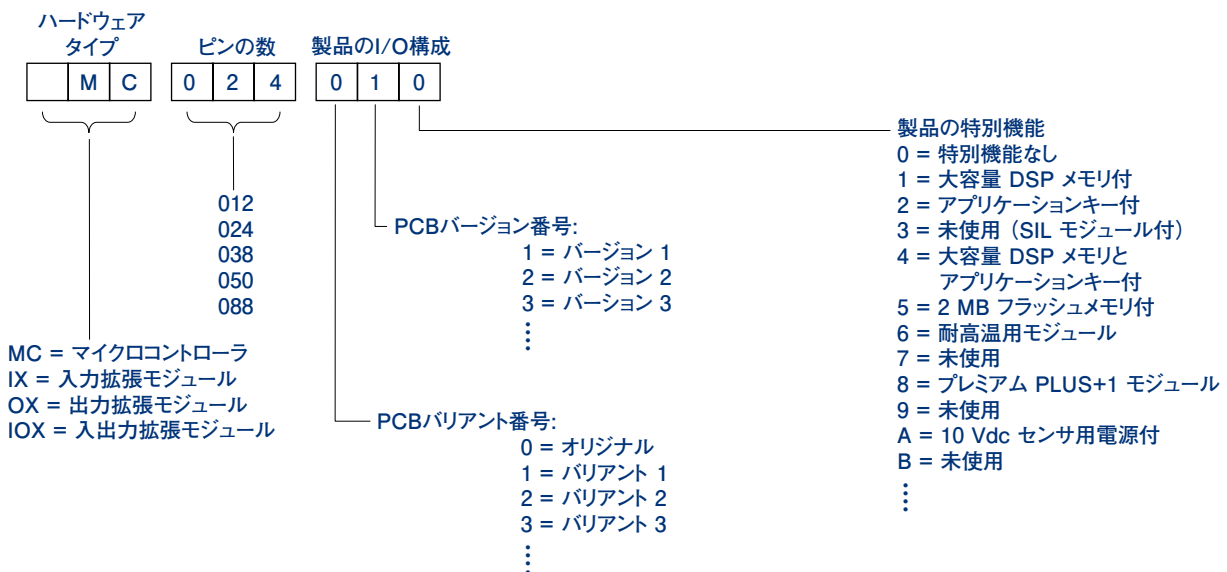 ハードウェア
タイプ
ピンの数
製品のI/O構成
M C
0 2 4
0 1 0
012
024
038
050
088
MC = マイクロコントローラ
IX = 入力拡張モジュール
OX = 出力拡張モジュール
IOX = 入出力拡張モジュール
PCBバージョン番号:
1 = バージョン 1
2 = バージョン 2
3 = バーション 3
⋮
PCBバリアント番号:
0 = オリジナル
1 = バリアント 1
2 = バリアント 2
3 = バリアント 3
⋮
製品の特別機能
0 = 特別機能なし
1 = 大容量 DSP メモリ付
2 = アプリケーションキー付
3 = 未使用（SIL モジュール付）
4 = 大容量 DSP メモリと
アプリケーションキー付
5 = 2 MB フラッシュメモリ付
6 = 耐高温用モジュール
7 = 未使用
8 = プレミアム PLUS+1 モジュール
9 = 未使用
A = 10 Vdc センサ用電源付
B = 未使用
⋮